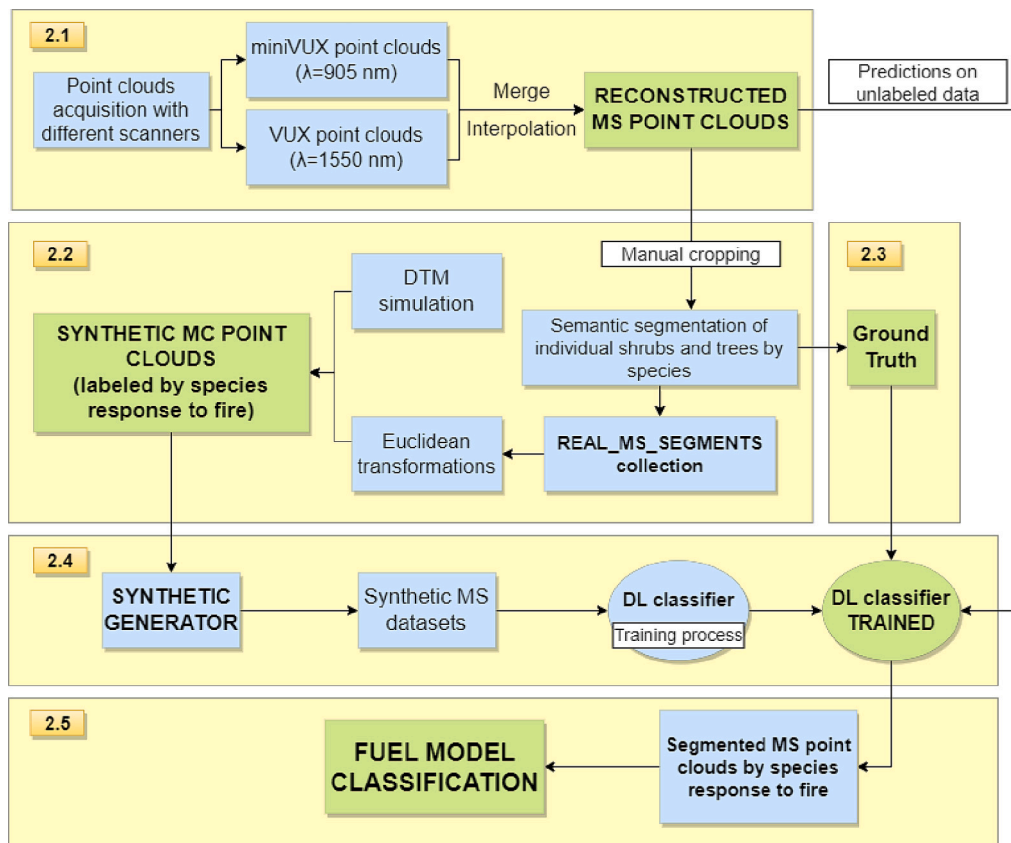 2.1
Point clouds
acquisition with
different scanners
miniVUX point clouds
(λ=905 nm)
VUX point clouds
(λ=1550 nm)
Merge
Interpolation
RECONSTRUCTED
MS POINT CLOUDS
Predictions on
unlabeled data
2.2
Manual cropping
DTM
simulation
SYNTHETIC MC POINT
CLOUDS
(labeled by species
response to fire)
Semantic segmentation of
individual shrubs and trees by
species
Euclidean
transformations
REAL_MS_SEGMENTS
collection
2.3
Ground
Truth
2.4
SYNTHETIC
GENERATOR
Synthetic MS
datasets
DL classifier
Training process
DL classifier
TRAINED
2.5
FUEL MODEL
CLASSIFICATION
Segmented MS point
clouds by species
response to fire